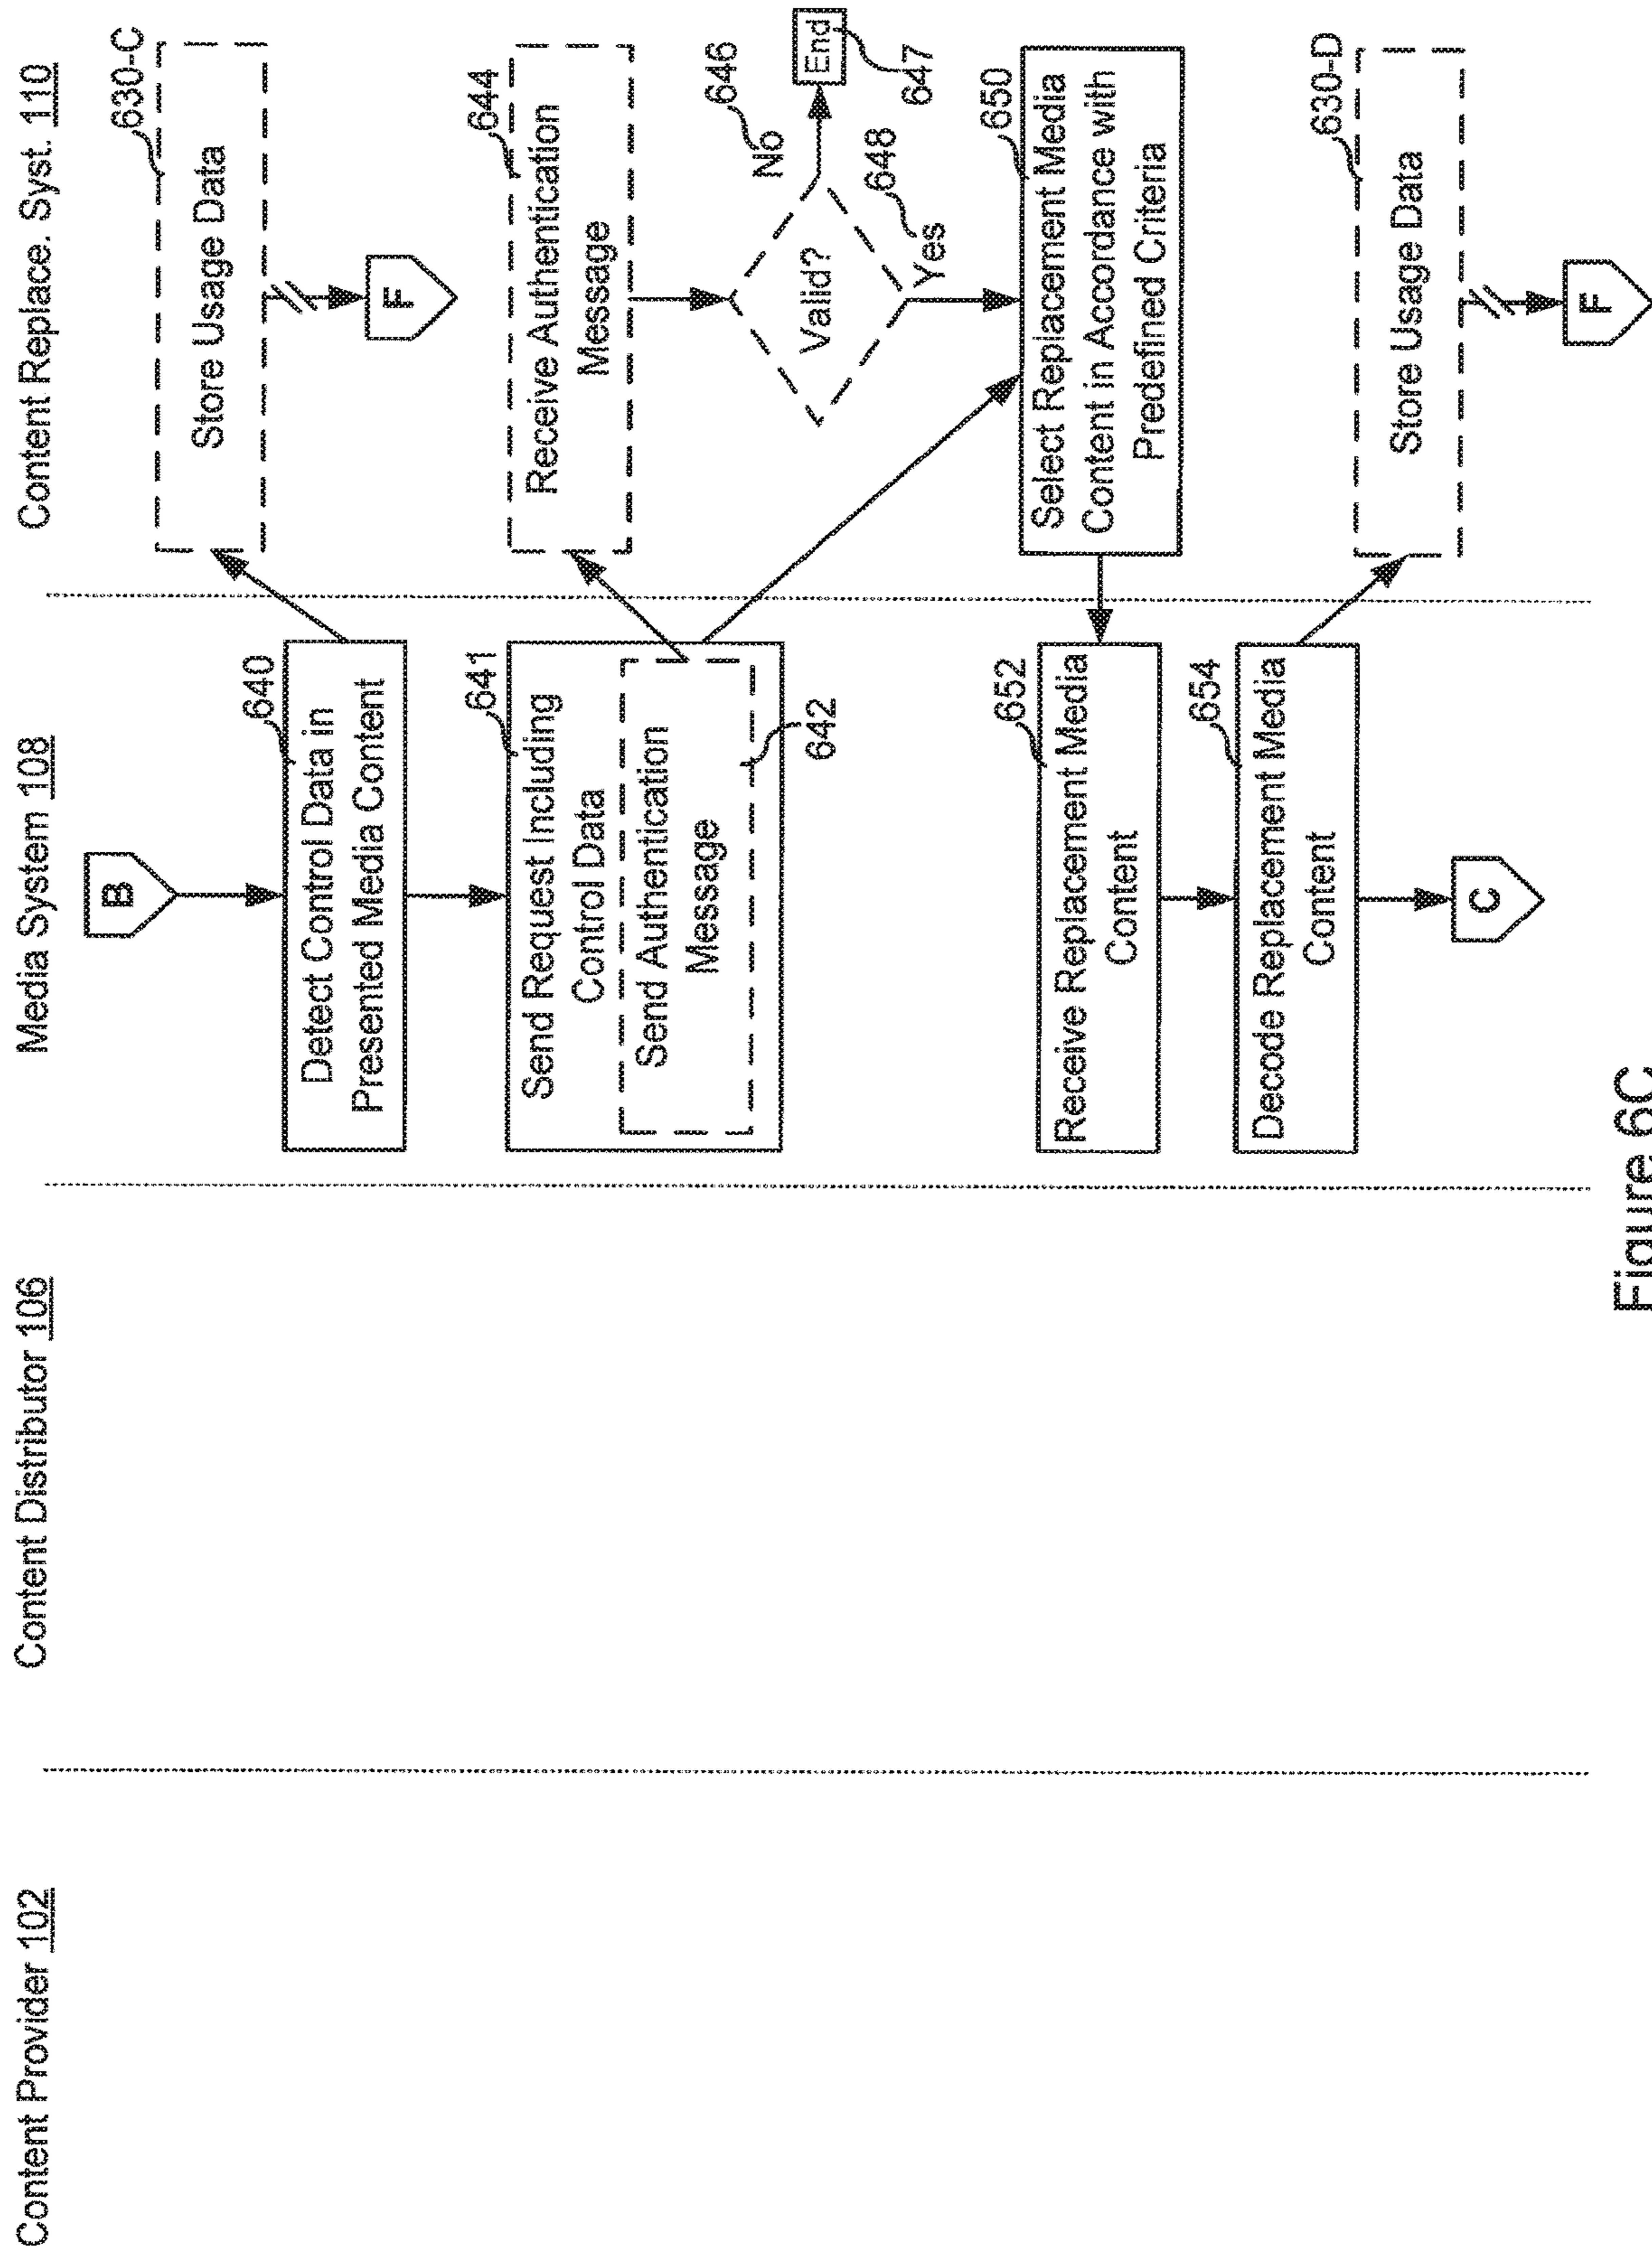 Content Provider 102
Content Distributor 106
Media System 108
Content Replace. Syst. 110
B
640
Detect Control Data in
Presented Media Content
630-C
Store Usage Data
F
641
Send Request Including
Control Data
Send Authentication
Message
642
644
Receive Authentication
Message
Valid?
No
646
End
647
Yes
648
650
Select Replacement Media
Content in Accordance with
Predefined Criteria
652
Receive Replacement Media
Content
654
Decode Replacement Media
Content
C
630-D
Store Usage Data
F
Figure 6C